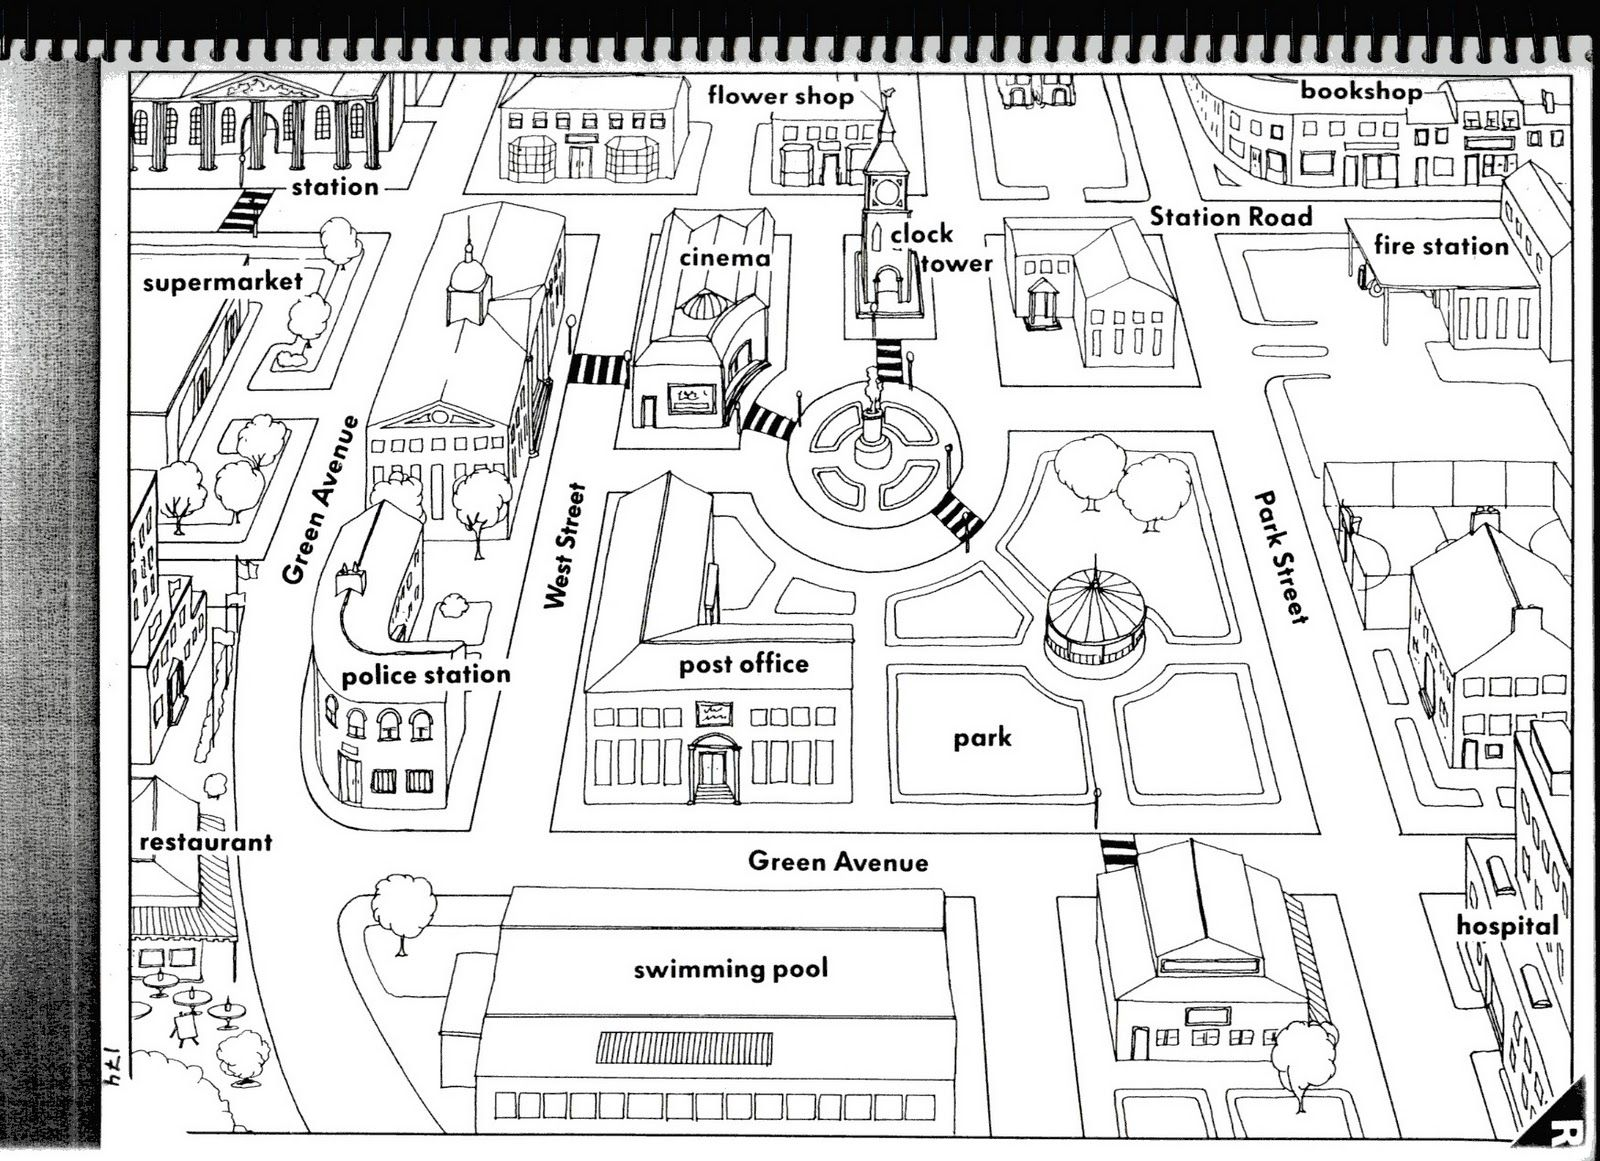 flower shop
bookshop
station
Station Road
clock
tower
cinema
fire station
supermarket
Green Avenue
West Street
Park Street
police station
post office
park
restaurant
Green Avenue
hospital
swimming pool
174
R